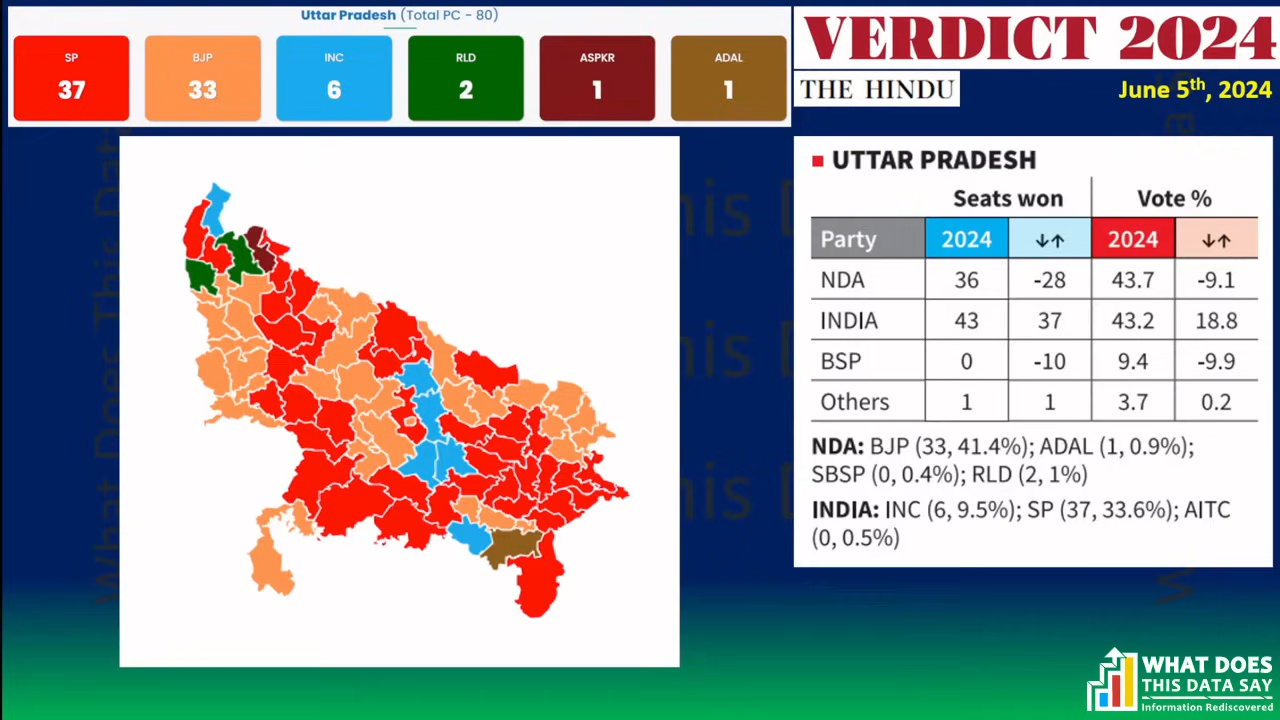 Uttar Pradesh (Total PC - 80)
SP
37
BJP
33
INC
6
RLD
2
ASPKR
1
ADAL
1
VERDICT 2024
THE HINDU
June 5th, 2024
UTTAR PRADESH
Seats won Vote %
Party 2024 ↓↑ 2024 ↓↑
NDA 36 -28 43.7 -9.1
INDIA 43 37 43.2 18.8
BSP 0 -10 9.4 -9.9
Others 1 1 3.7 0.2
NDA: BJP (33, 41.4%); ADAL (1, 0.9%);
SBSP (0, 0.4%); RLD (2, 1%)
INDIA: INC (6, 9.5%); SP (37, 33.6%); AITC
(0, 0.5%)
WHAT DOES
THIS DATA SAY
Information Rediscovered